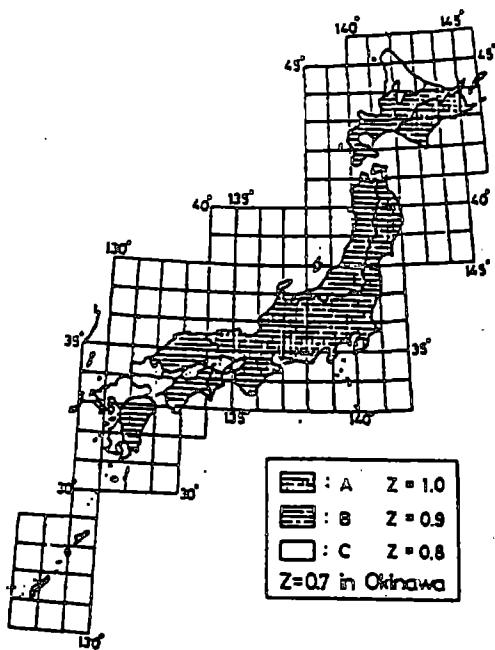 140° 145°
45° 45°
40° 135° 40°
130° 145°
35° 35°
135° 140°
30° 30°
130°
: A Z = 1.0
: B Z = 0.9
: C Z = 0.8
Z=0.7 in Okinawa